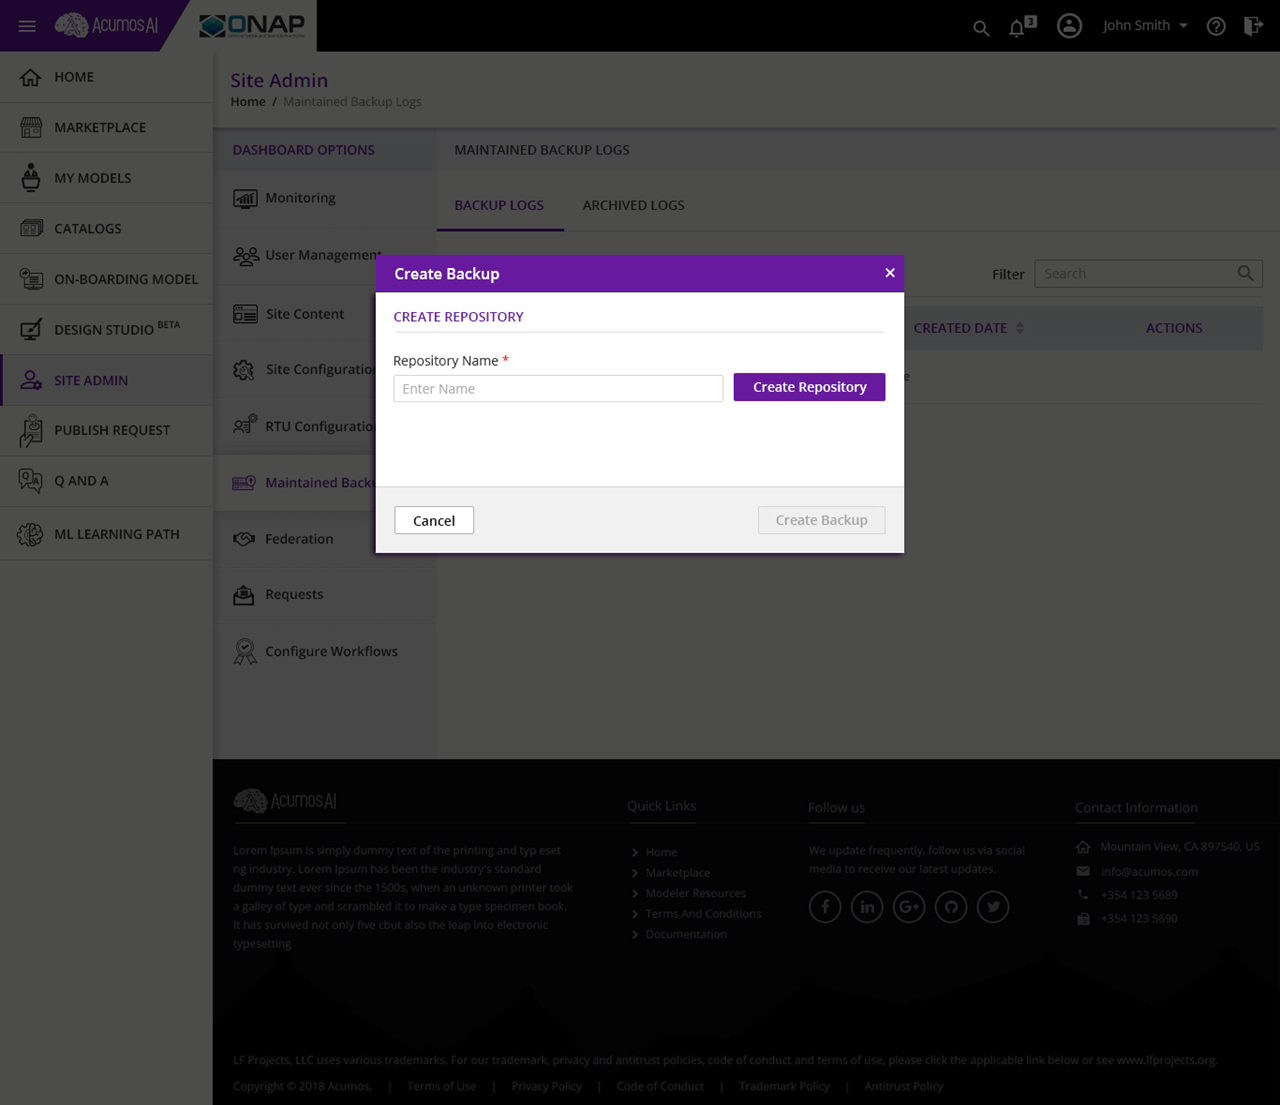 Acumos AI
ONAP
3
John Smith
HOME
MARKETPLACE
MY MODELS
CATALOGS
ON-BOARDING MODEL
DESIGN STUDIO BETA
SITE ADMIN
PUBLISH REQUEST
Q AND A
ML LEARNING PATH
Site Admin
Home / Maintained Backup Logs
DASHBOARD OPTIONS
Monitoring
User Management
Site Content
Site Configuration
RTU Configuration
Maintained Back
Federation
Requests
Configure Workflows
MAINTAINED BACKUP LOGS
BACKUP LOGS
ARCHIVED LOGS
Filter
Search
CREATED DATE
ACTIONS
e
Create Backup
×
CREATE REPOSITORY
Repository Name *
Enter Name
Create Repository
Cancel
Create Backup
Acumos AI
Lorem Ipsum is simply dummy text of the printing and typ eset
ng industry. Lorem Ipsum has been the industry's standard
dummy text ever since the 1500s, when an unknown printer took
a galley of type and scrambled it to make a type specimen book.
It has survived not only five cbut also the leap into electronic
typesetting
Quick Links
Home
Marketplace
Modeler Resources
Terms And Conditions
Documentation
Follow us
We update frequently, follow us via social
media to receive our latest updates.
Contact Information
Mountain View, CA 897540, US
info@acumos.com
+354 123 5689
+354 123 5690
LF Projects, LLC uses various trademarks. For our trademark, privacy and antitrust policies, code of conduct and terms of use, please click the applicable link below or see www.lfprojects.org.
Copyright © 2018 Acumos, | Terms of Use | Privacy Policy | Code of Conduct | Trademark Policy | Antitrust Policy